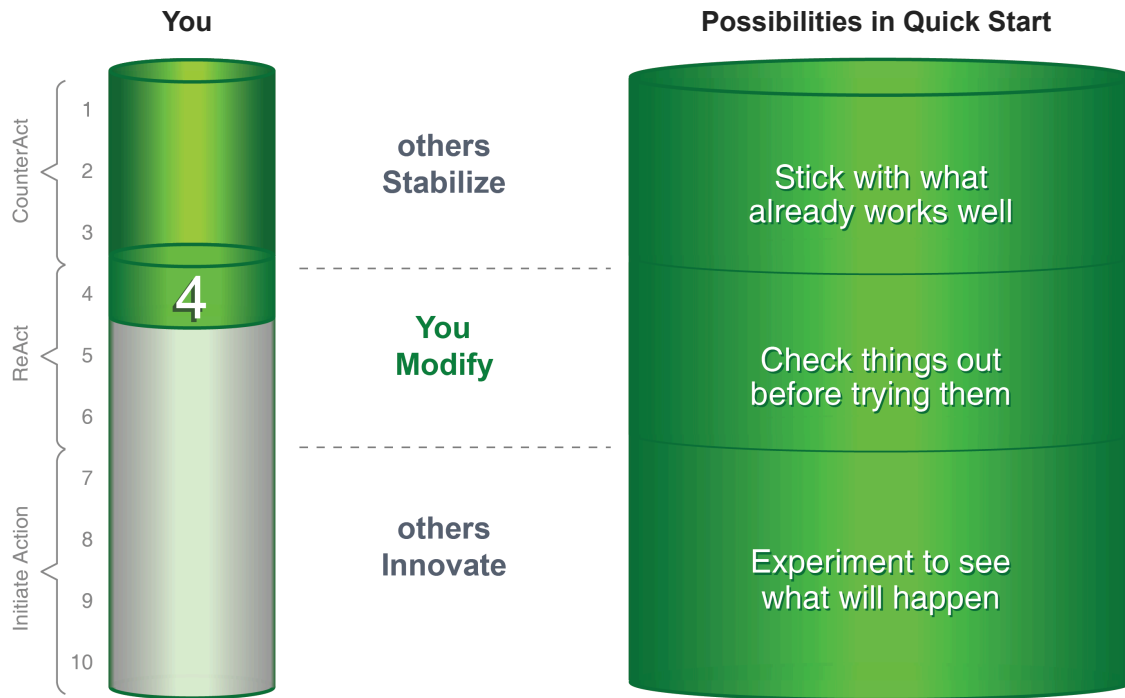 You
Possibilities in Quick Start
CounterAct
1
2
3
others
Stabilize
Stick with what
already works well
ReAct
4
4
5
6
You
Modify
Check things out
before trying them
Initiate Action
7
8
9
10
others
Innovate
Experiment to see
what will happen